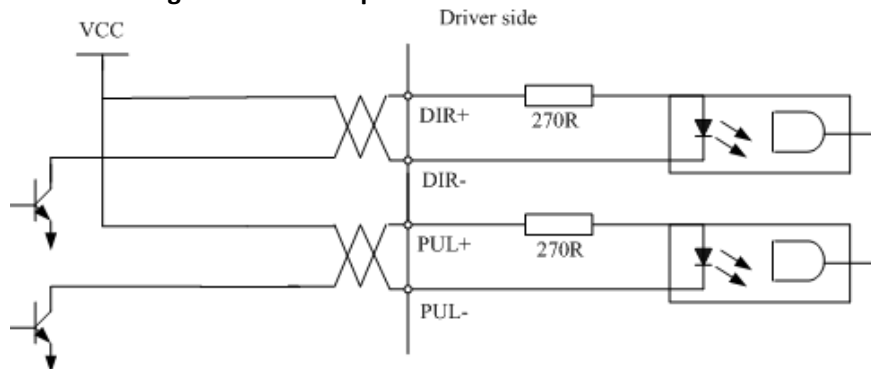 Driver side
VCC
DIR+
270R
DIR-
PUL+
270R
PUL-